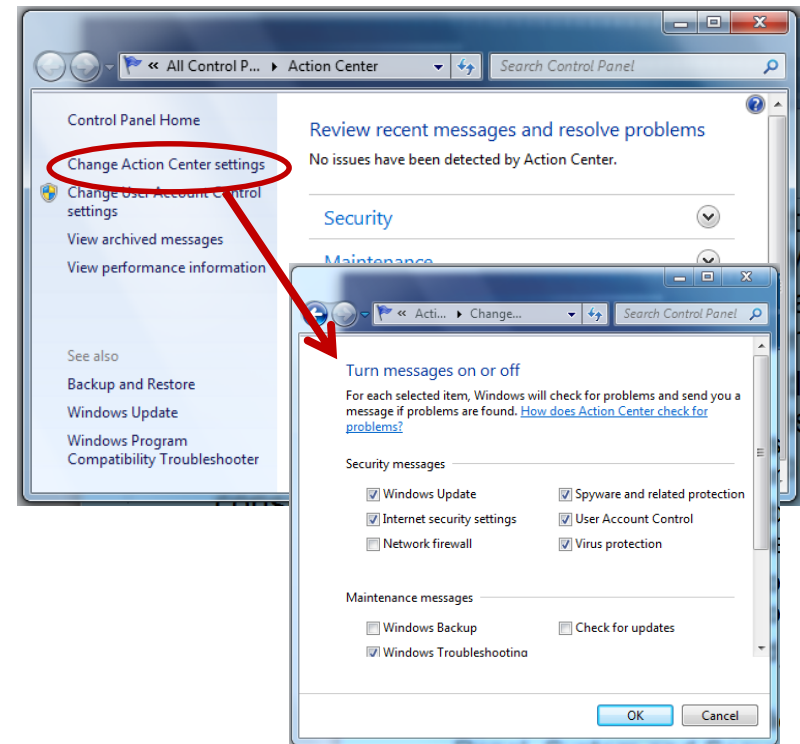 « All Control P... ▸ Action Center
Search Control Panel
Control Panel Home
Change Action Center settings
Change User Account Control
settings
View archived messages
View performance information
See also
Backup and Restore
Windows Update
Windows Program
Compatibility Troubleshooter
Review recent messages and resolve problems
No issues have been detected by Action Center.
Security
Maintenance
« Acti... ▸ Change...
Search Control Panel
Turn messages on or off
For each selected item, Windows will check for problems and send you a
message if problems are found. How does Action Center check for
problems?
Security messages
Windows Update
Spyware and related protection
Internet security settings
User Account Control
Network firewall
Virus protection
Maintenance messages
Windows Backup
Check for updates
Windows Troubleshooting
OK
Cancel